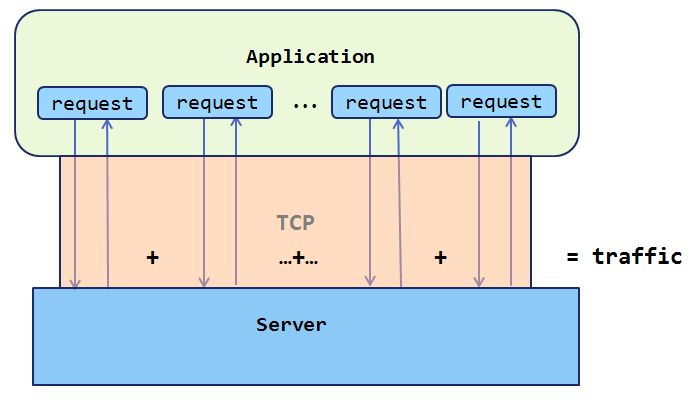 Application
request request ... request request
TCP
+ …+… + = traffic
Server